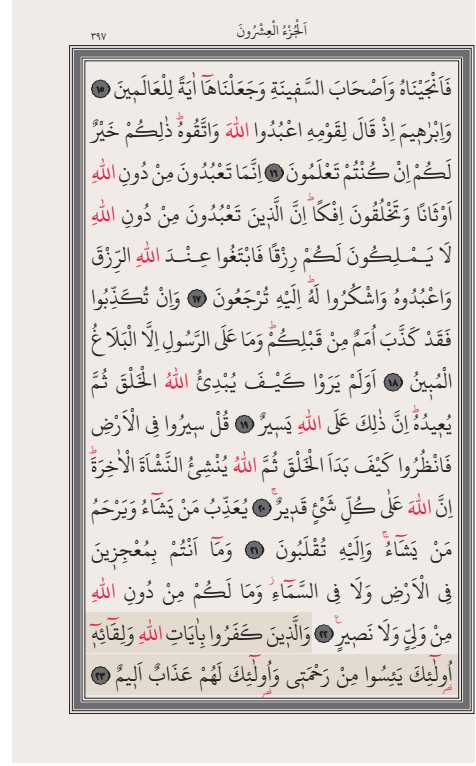 اَلْجُزْءُ الْعِشْرُونَ
٣٩٧
فَاَنْجَيْنَاهُ وَاَصْحَابَ السَّفٖينَةِ وَجَعَلْنَاهَٓا اٰيَةً لِلْعَالَمٖينَ ﴿١٥﴾
وَاِبْرٰهٖيمَ اِذْ قَالَ لِقَوْمِهِ اعْبُدُوا اللّٰهَ وَاتَّقُوهُؕ ذٰلِكُمْ خَيْرٌ
لَكُمْ اِنْ كُنْتُمْ تَعْلَمُونَ ﴿١٦﴾ اِنَّمَا تَعْبُدُونَ مِنْ دُونِ اللّٰهِ
اَوْثَانًا وَتَخْلُقُونَ اِفْكًاؕ اِنَّ الَّذٖينَ تَعْبُدُونَ مِنْ دُونِ اللّٰهِ
لَا يَمْلِكُونَ لَكُمْ رِزْقًا فَابْتَغُوا عِنْدَ اللّٰهِ الرِّزْقَ
وَاعْبُدُوهُ وَاشْكُرُوا لَهُؕ اِلَيْهِ تُرْجَعُونَ ﴿١٧﴾ وَاِنْ تُكَذِّبُوا
فَقَدْ كَذَّبَ اُمَمٌ مِنْ قَبْلِكُمْؕ وَمَا عَلَى الرَّسُولِ اِلَّا الْبَلَاغُ
الْمُبٖينُ ﴿١٨﴾ اَوَلَمْ يَرَوْا كَيْفَ يُبْدِئُ اللّٰهُ الْخَلْقَ ثُمَّ
يُعٖيدُهُؕ اِنَّ ذٰلِكَ عَلَى اللّٰهِ يَسٖيرٌ ﴿١٩﴾ قُلْ سٖيرُوا فِى الْاَرْضِ
فَانْظُرُوا كَيْفَ بَدَاَ الْخَلْقَ ثُمَّ اللّٰهُ يُنْشِئُ النَّشْاَةَ الْاٰخِرَةَؕ
اِنَّ اللّٰهَ عَلٰى كُلِّ شَىْءٍ قَدٖيرٌۚ ﴿٢٠﴾ يُعَذِّبُ مَنْ يَشَٓاءُ وَيَرْحَمُ
مَنْ يَشَٓاءُۚ وَاِلَيْهِ تُقْلَبُونَ ﴿٢١﴾ وَمَٓا اَنْتُمْ بِمُعْجِزٖينَ
فِى الْاَرْضِ وَلَا فِى السَّمَٓاءِؗ وَمَا لَكُمْ مِنْ دُونِ اللّٰهِ
مِنْ وَلِىٍّ وَلَا نَصٖيرٍۚ ﴿٢٢﴾ وَالَّذٖينَ كَفَرُوا بِاٰيَاتِ اللّٰهِ وَلِقَٓائِهٖٓ
اُو۬لٰٓئِكَ يَئِسُوا مِنْ رَحْمَتٖى وَاُو۬لٰٓئِكَ لَهُمْ عَذَابٌ اَلٖيمٌ ﴿٢٣﴾